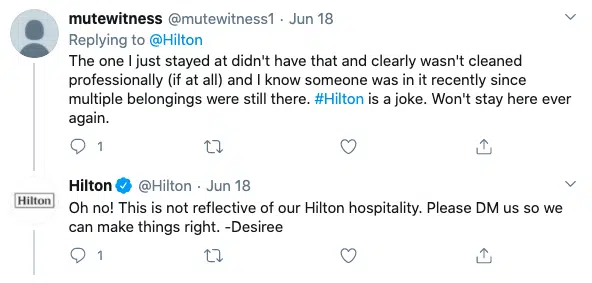 mutewitness @mutewitness1 · Jun 18
Replying to @Hilton
The one I just stayed at didn't have that and clearly wasn't cleaned
professionally (if at all) and I know someone was in it recently since
multiple belongings were still there. #Hilton is a joke. Won't stay here ever
again.
1
Hilton @Hilton · Jun 18
Hilton
Oh no! This is not reflective of our Hilton hospitality. Please DM us so we
can make things right. -Desiree
1